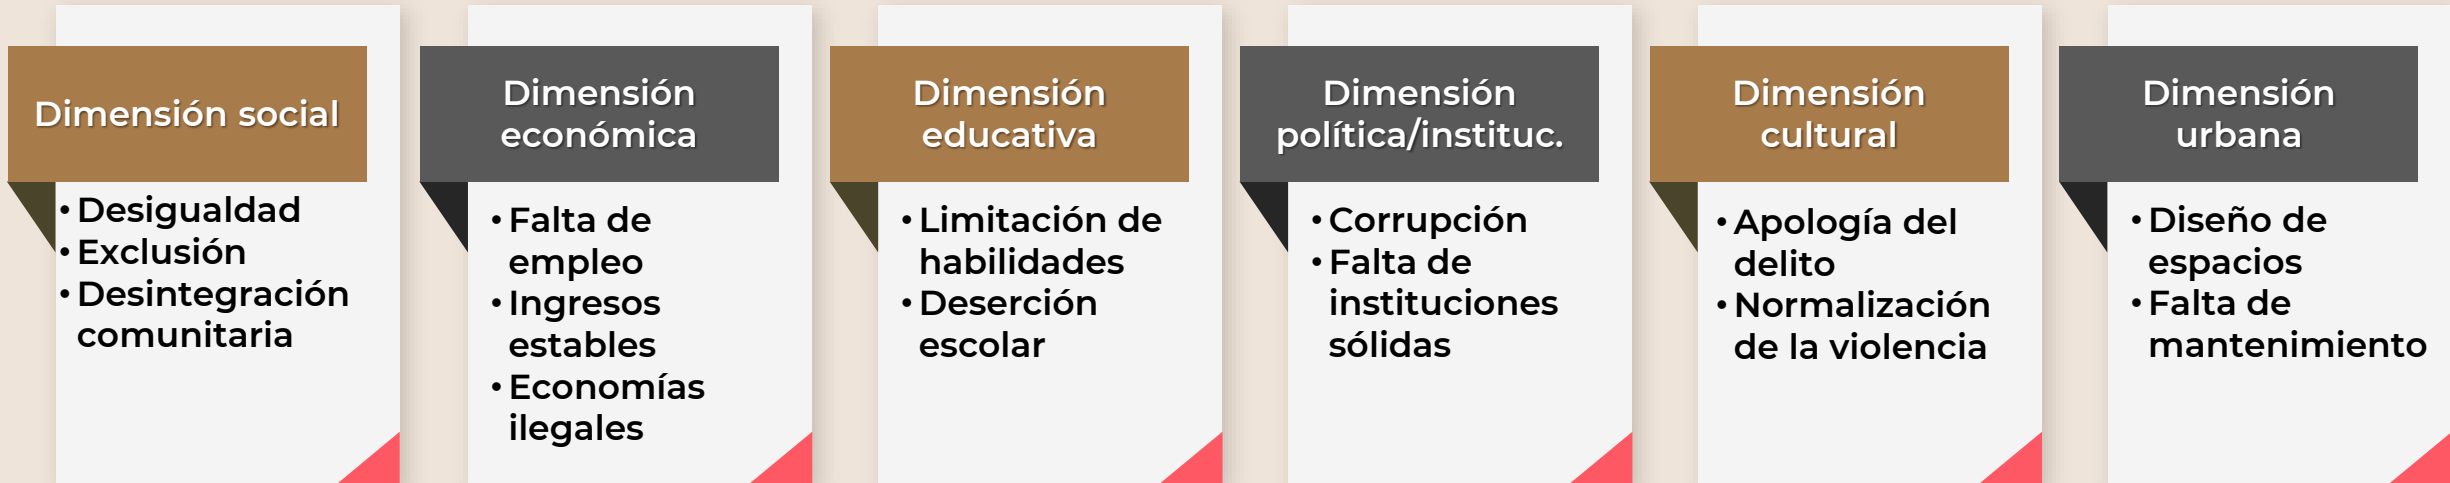 Dimensión social
• Desigualdad
• Exclusión
• Desintegración
comunitaria
Dimensión
económica
• Falta de
empleo
• Ingresos
estables
• Economías
ilegales
Dimensión
educativa
• Limitación de
habilidades
• Deserción
escolar
Dimensión
política/instituc.
• Corrupción
• Falta de
instituciones
sólidas
Dimensión
cultural
• Apología del
delito
• Normalización
de la violencia
Dimensión
urbana
• Diseño de
espacios
• Falta de
mantenimiento